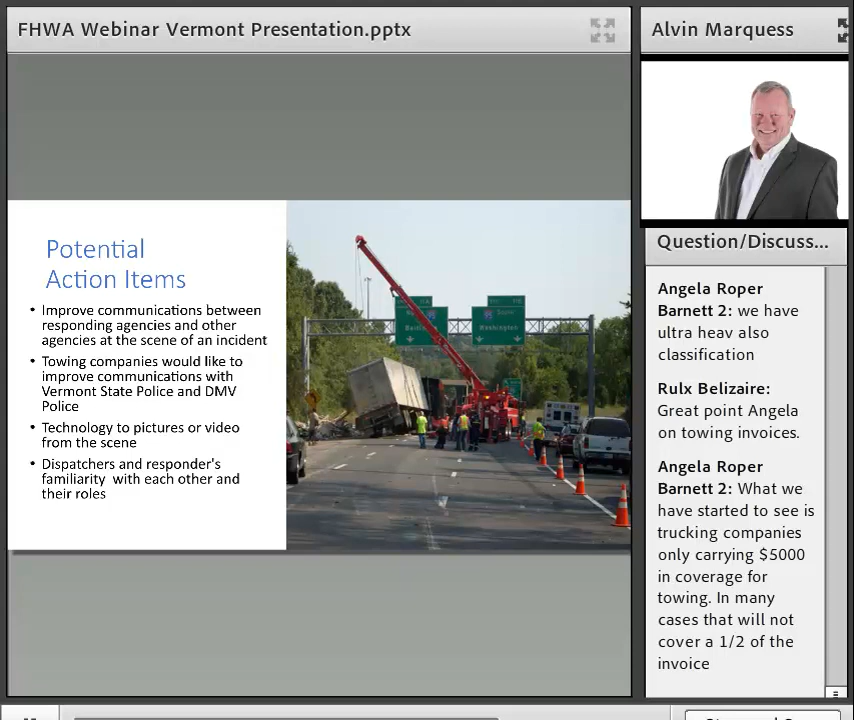 FHWA Webinar Vermont Presentation.pptx
Potential
Action Items
• Improve communications between
responding agencies and other
agencies at the scene of an incident
• Towing companies would like to
improve communications with
Vermont State Police and DMV
Police
• Technology to pictures or video
from the scene
• Dispatchers and responder's
familiarity with each other and
their roles
Washington
Alvin Marquess
Question/Discuss...
Angela Roper
Barnett 2: we have
ultra heav also
classification
Rulx Belizaire:
Great point Angela
on towing invoices.
Angela Roper
Barnett 2: What we
have started to see is
trucking companies
only carrying $5000
in coverage for
towing. In many
cases that will not
cover a 1/2 of the
invoice